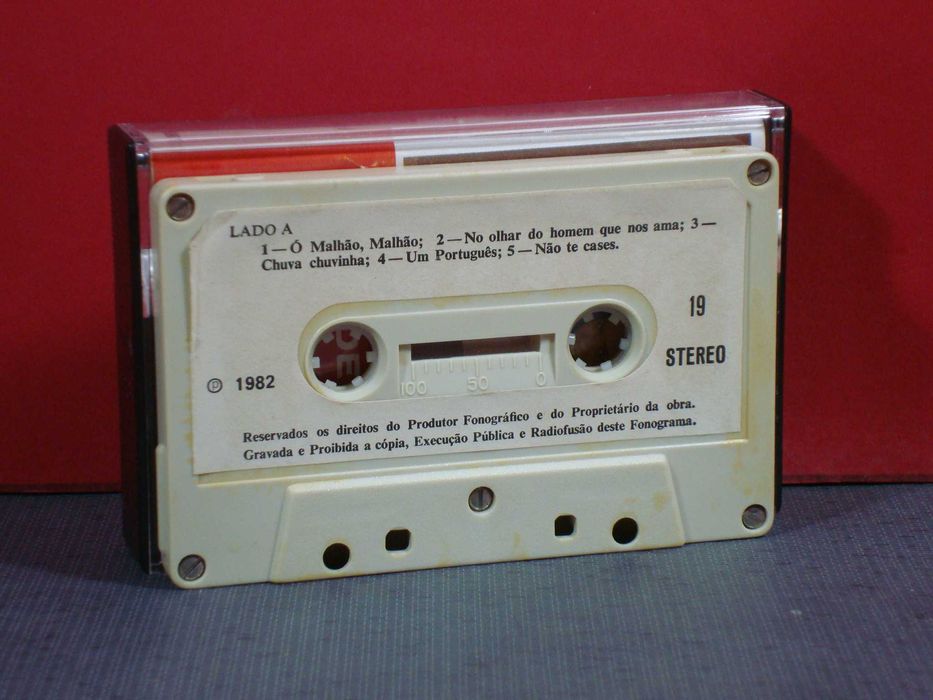 LADO A
1 — Ó Malhão, Malhão; 2 — No olhar do homem que nos ama; 3 —
Chuva chuvinha; 4 — Um Português; 5 — Não te cases.
19
STEREO
℗ 1982
100 50 0
Reservados os direitos do Produtor Fonográfico e do Proprietário da obra.
Gravada e Proibida a cópia, Execução Pública e Radiofusão deste Fonograma.